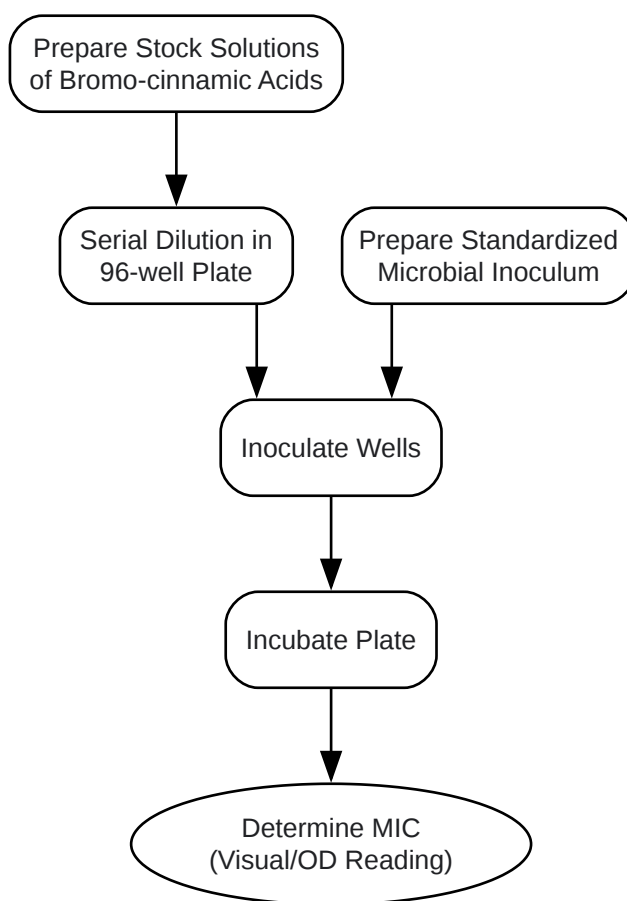 Prepare Stock Solutions
of Bromo-cinnamic Acids
Serial Dilution in
96-well Plate
Prepare Standardized
Microbial Inoculum
Inoculate Wells
Incubate Plate
Determine MIC
(Visual/OD Reading)